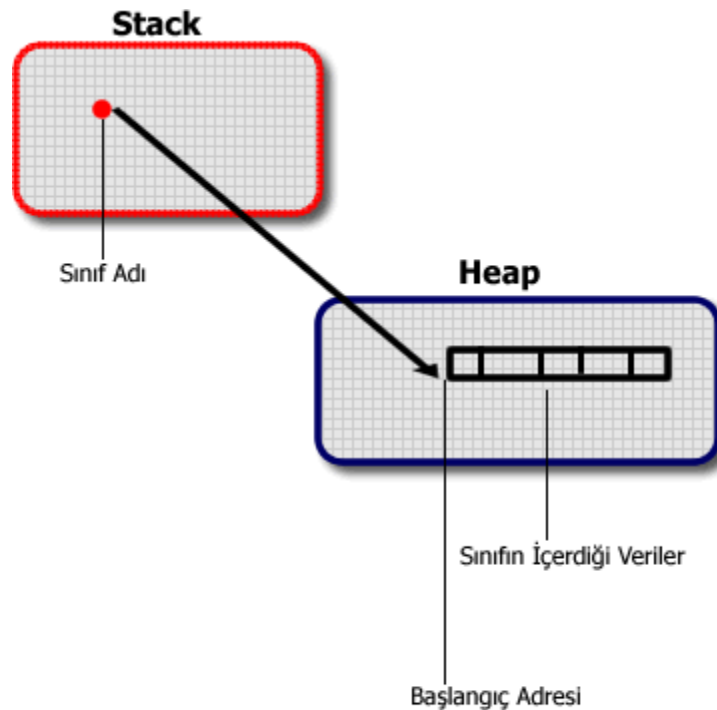 Stack
Sınıf Adı
Heap
Sınıfın İçerdiği Veriler
Başlangıç Adresi